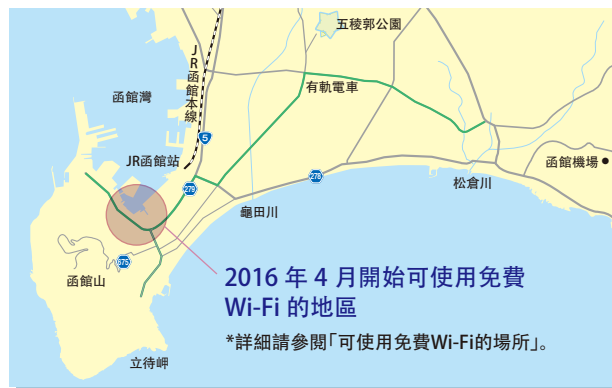 五稜郭公園
JR函館本線
有軌電車
函館灣
5
JR函館站
函館機場
279
278
松倉川
龜田川
675
函館山
2016 年 4 月開始可使用免費
Wi-Fi 的地區
*詳細請參閱「可使用免費Wi-Fi的場所」。
立待岬